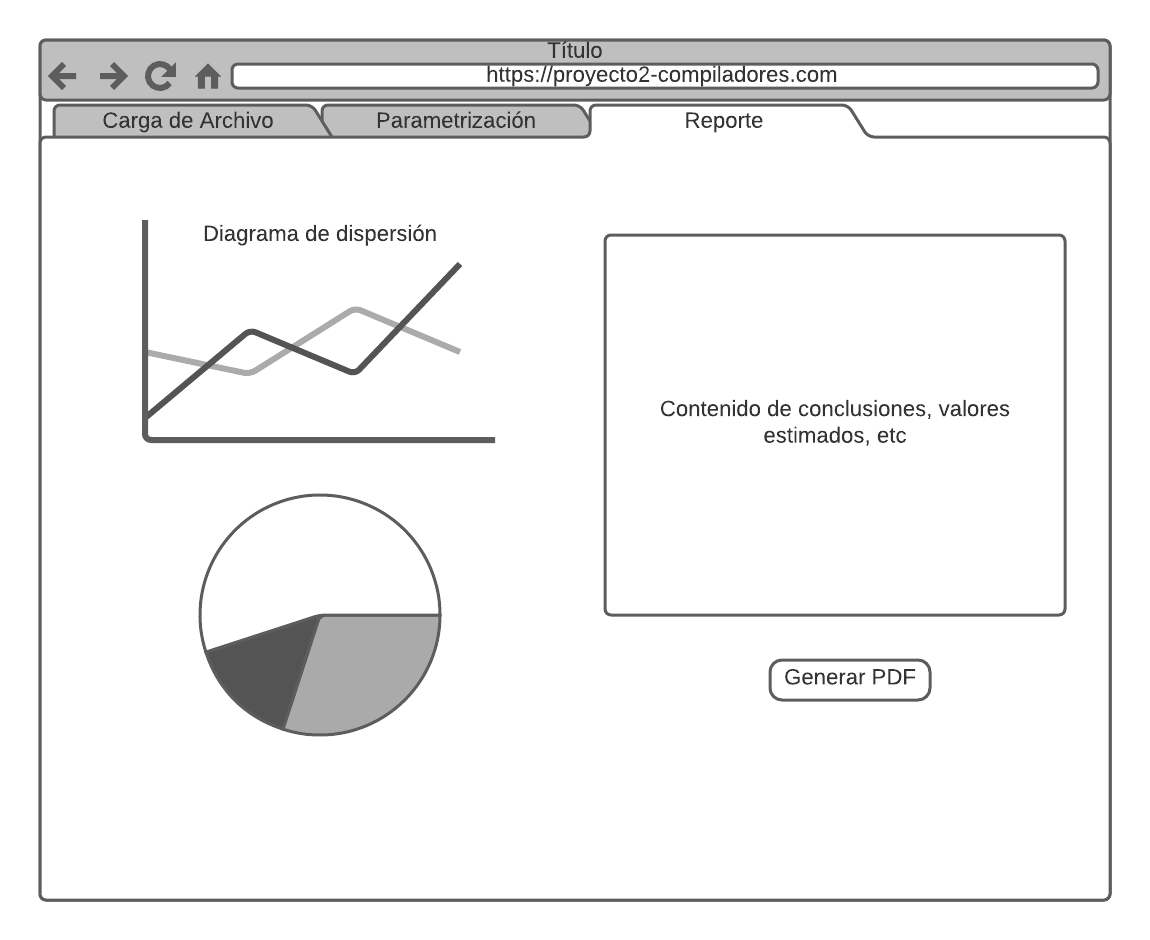 Título
https://proyecto2-compiladores.com
Carga de Archivo
Parametrización
Reporte
Diagrama de dispersión
Contenido de conclusiones, valores
estimados, etc
Generar PDF